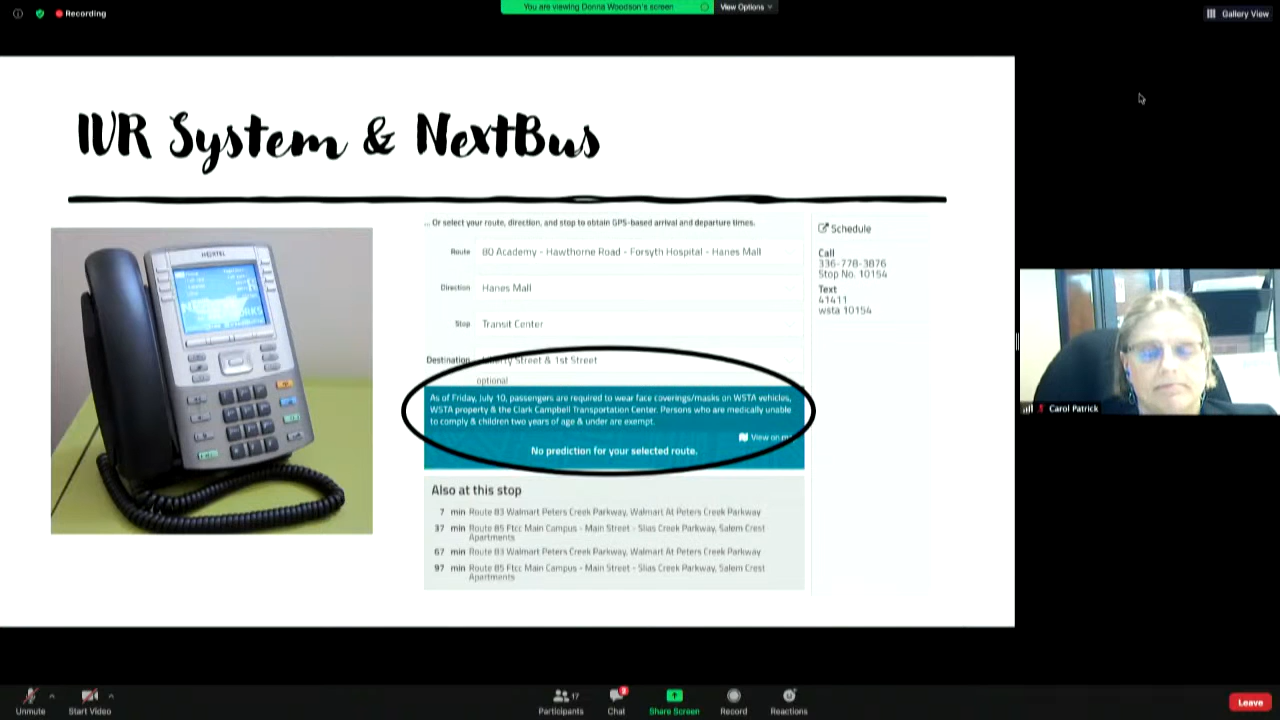 Recording
You are viewing Donna Woodson's screen
View Options
Gallery View
IVR System & NextBus
NORTEL
... Or select your route, direction, and stop to obtain GPS-based arrival and departure times.
Route 80 Academy - Hawthorne Road - Forsyth Hospital - Hanes Mall
Direction Hanes Mall
Stop Transit Center
Destination Street & 1st Street
optional
As of Friday, July 10, passengers are required to wear face coverings/masks on WSTA vehicles,
WSTA property & the Clark Campbell Transportation Center. Persons who are medically unable
to comply & children two years of age & under are exempt.
View on
No prediction for your selected route.
Also at this stop
7 min Route 83 Walmart Peters Creek Parkway, Walmart At Peters Creek Parkway
37 min Route 85 Ftcc Main Campus - Main Street - Silas Creek Parkway, Salem Crest
Apartments
67 min Route 83 Walmart Peters Creek Parkway, Walmart At Peters Creek Parkway
97 min Route 85 Ftcc Main Campus - Main Street - Silas Creek Parkway, Salem Crest
Apartments
Schedule
Call
336-778-3876
Stop No. 10154
Text
41411
wsta 10154
Carol Patrick
Unmute
Start Video
Participants
17
Chat
Share Screen
Record
Reactions
Leave